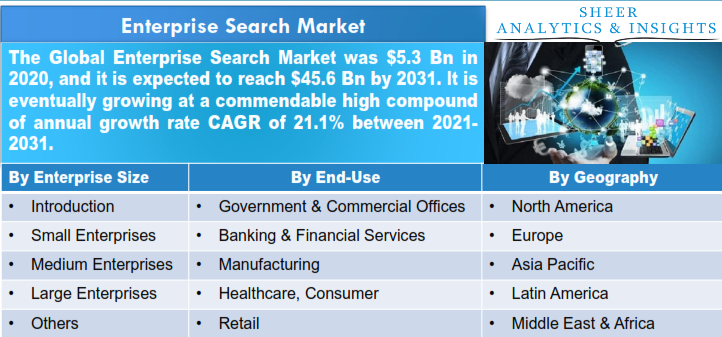 Enterprise Search Market
SHEER
ANALYTICS & INSIGHTS
The Global Enterprise Search Market was $5.3 Bn in
2020, and it is expected to reach $45.6 Bn by 2031. It is
eventually growing at a commendable high compound
of annual growth rate CAGR of 21.1% between 2021-
2031.
By Enterprise Size
• Introduction
• Small Enterprises
• Medium Enterprises
• Large Enterprises
• Others
By End-Use
• Government & Commercial Offices
• Banking & Financial Services
• Manufacturing
• Healthcare, Consumer
• Retail
By Geography
• North America
• Europe
• Asia Pacific
• Latin America
• Middle East & Africa